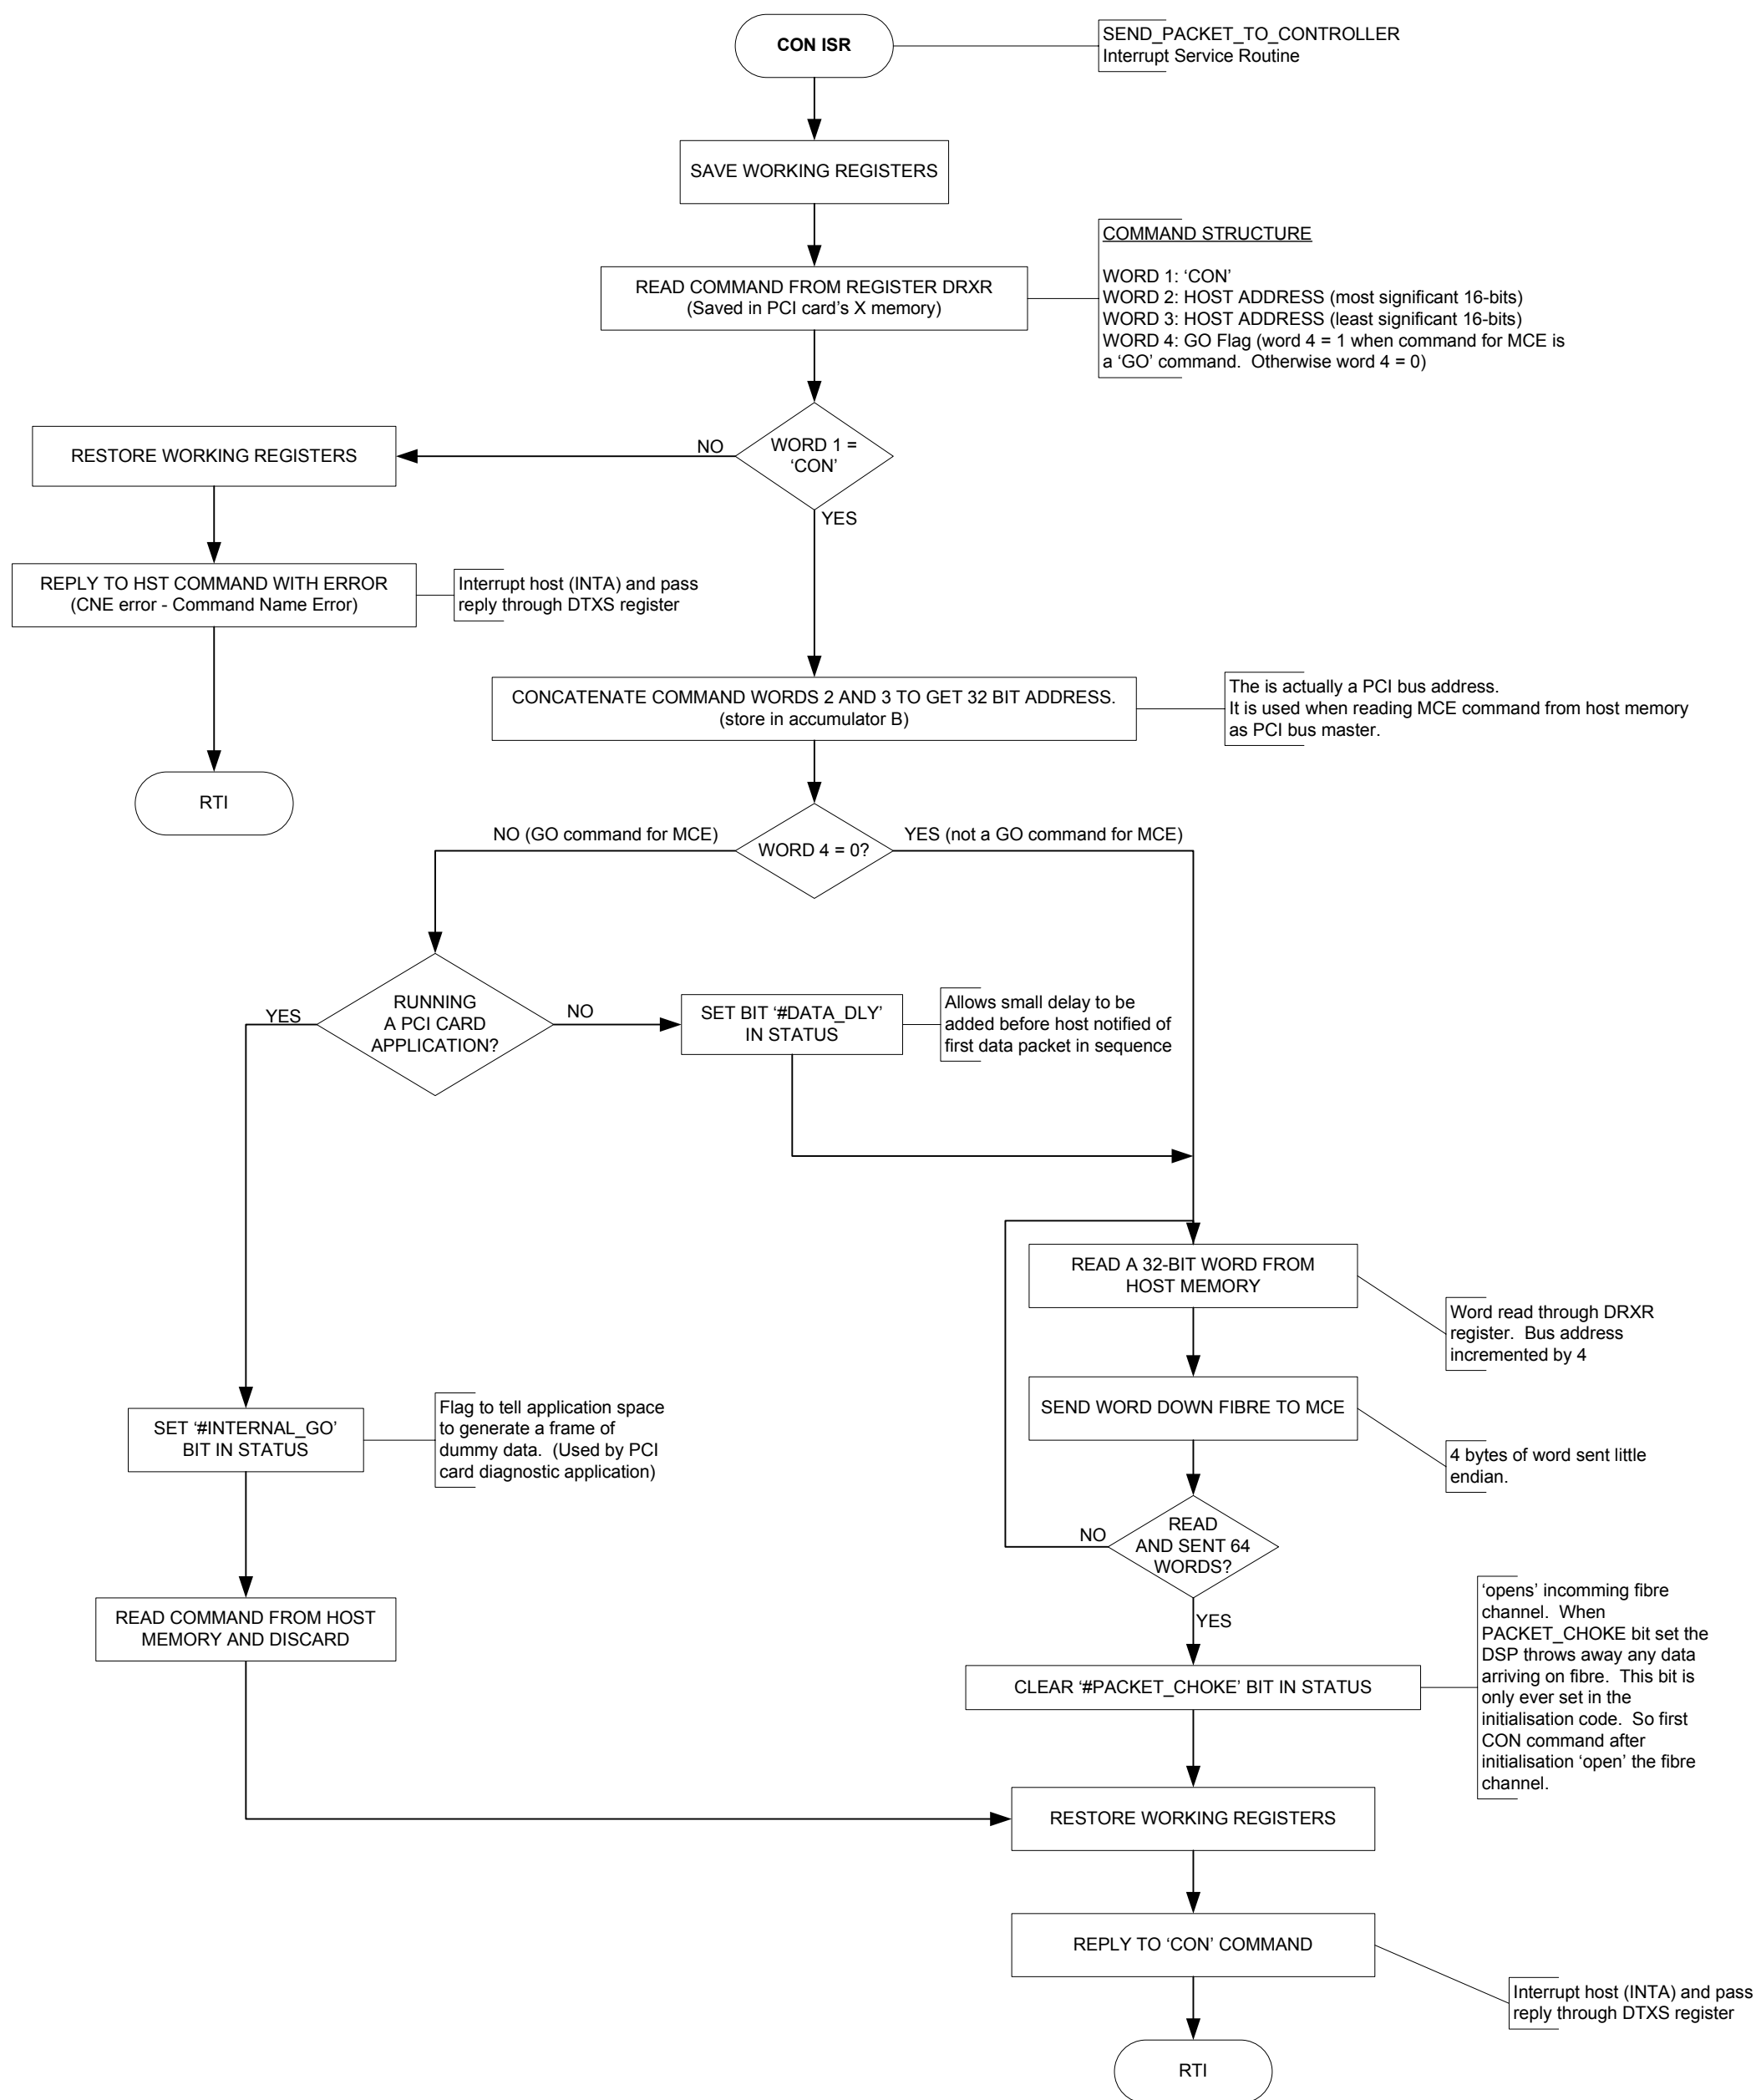 CON ISR
SEND_PACKET_TO_CONTROLLER
Interrupt Service Routine
SAVE WORKING REGISTERS
COMMAND STRUCTURE
WORD 1: ‘CON’
WORD 2: HOST ADDRESS (most significant 16-bits)
WORD 3: HOST ADDRESS (least significant 16-bits)
WORD 4: GO Flag (word 4 = 1 when command for MCE is
a ‘GO’ command.  Otherwise word 4 = 0)
READ COMMAND FROM REGISTER DRXR
(Saved in PCI card’s X memory)
WORD 1 =
‘CON’
NO
YES
RESTORE WORKING REGISTERS
REPLY TO HST COMMAND WITH ERROR
(CNE error - Command Name Error)
Interrupt host (INTA) and pass
reply through DTXS register
RTI
CONCATENATE COMMAND WORDS 2 AND 3 TO GET 32 BIT ADDRESS.
(store in accumulator B)
The is actually a PCI bus address.
It is used when reading MCE command from host memory
as PCI bus master.
WORD 4 = 0?
NO (GO command for MCE)
YES (not a GO command for MCE)
RUNNING
A PCI CARD
APPLICATION?
YES
NO
SET BIT ‘#DATA_DLY’
IN STATUS
Allows small delay to be
added before host notified of
first data packet in sequence
READ A 32-BIT WORD FROM
HOST MEMORY
Word read through DRXR
register.  Bus address
incremented by 4
SEND WORD DOWN FIBRE TO MCE
4 bytes of word sent little
endian.
SET ‘#INTERNAL_GO’
BIT IN STATUS
Flag to tell application space
to generate a frame of
dummy data.  (Used by PCI
card diagnostic application)
READ
AND SENT 64
WORDS?
NO
YES
READ COMMAND FROM HOST
MEMORY AND DISCARD
CLEAR ‘#PACKET_CHOKE’ BIT IN STATUS
‘opens’ incomming fibre
channel.  When
PACKET_CHOKE bit set the
DSP throws away any data
arriving on fibre.  This bit is
only ever set in the
initialisation code.  So first
CON command after
initialisation ‘open’ the fibre
channel.
RESTORE WORKING REGISTERS
REPLY TO ‘CON’ COMMAND
Interrupt host (INTA) and pass
reply through DTXS register
RTI